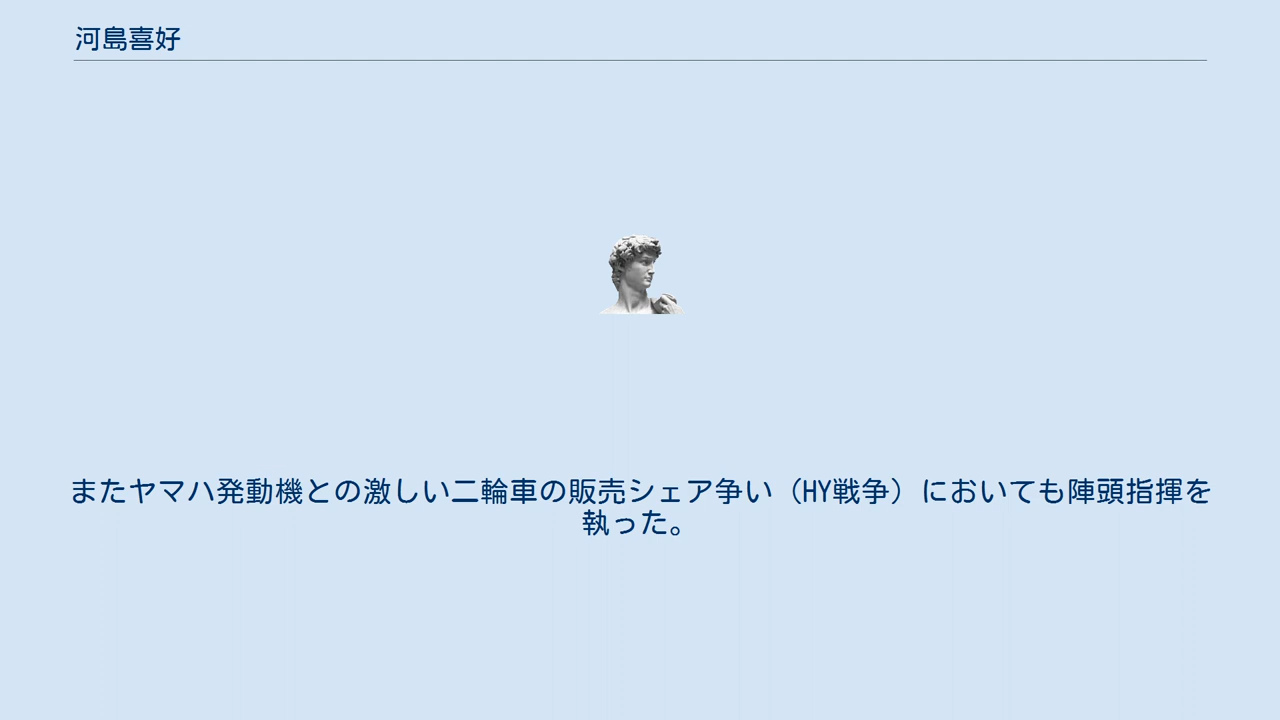 河島喜好
またヤマハ発動機との激しい二輪車の販売シェア争い（HY戦争）においても陣頭指揮を
執った。